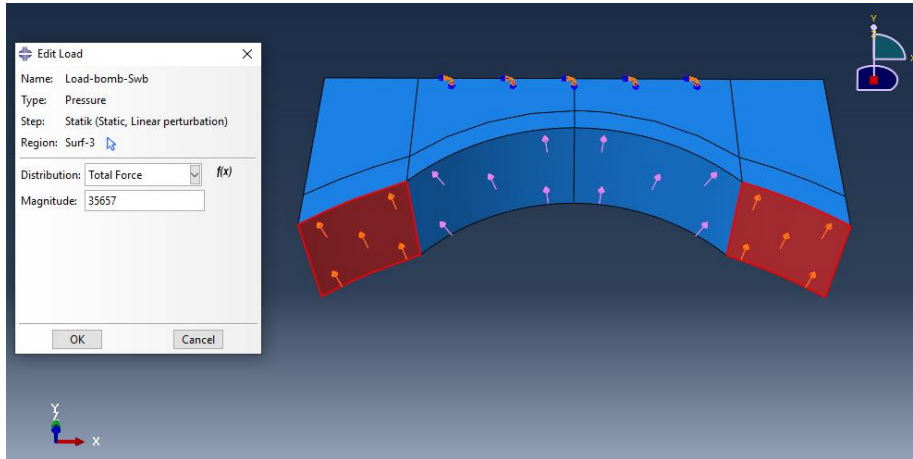 Edit Load
Name: Load-bomb-Swb
Type: Pressure
Step: Statik (Static, Linear perturbation)
Region: Surf-3
Distribution: Total Force f(x)
Magnitude: 35657
OK Cancel
Y
Z
X
Y
Z
X